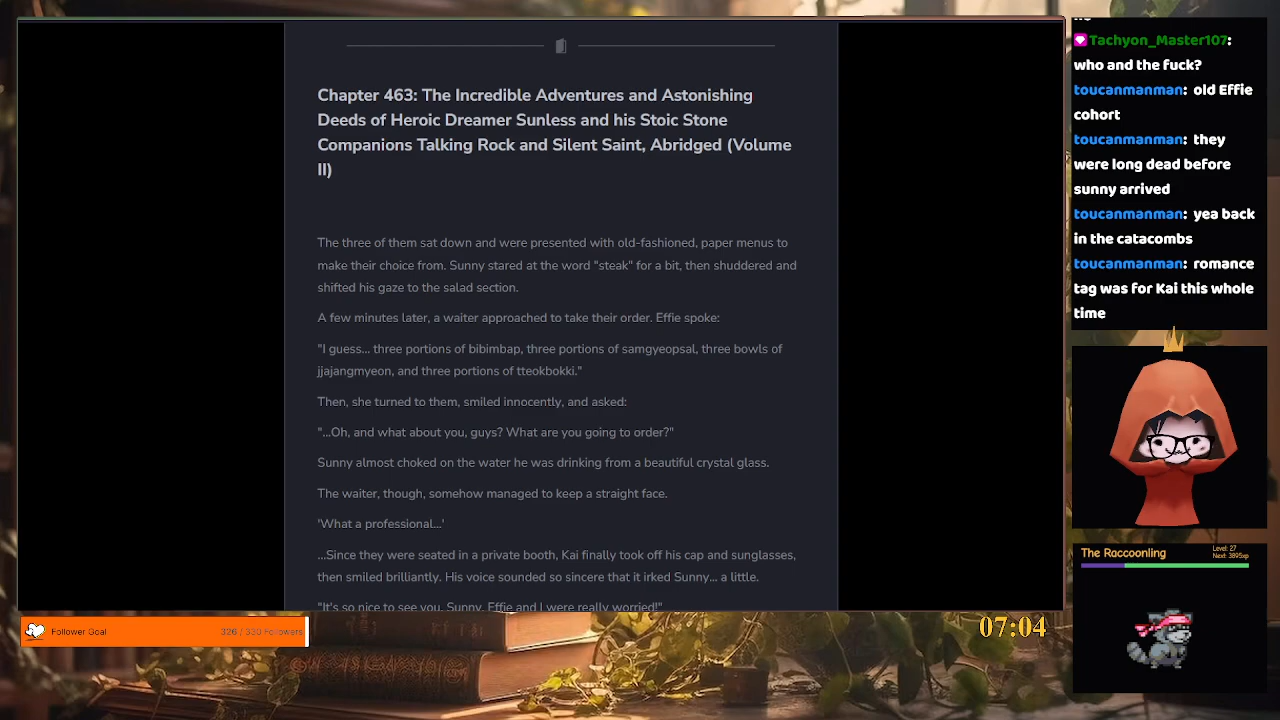 Chapter 463: The Incredible Adventures and Astonishing
Deeds of Heroic Dreamer Sunless and his Stoic Stone
Companions Talking Rock and Silent Saint, Abridged (Volume
II)
The three of them sat down and were presented with old-fashioned, paper menus to
make their choice from. Sunny stared at the word "steak" for a bit, then shuddered and
shifted his gaze to the salad section.
A few minutes later, a waiter approached to take their order. Effie spoke:
"I guess... three portions of bibimbap, three portions of samgyeopsal, three bowls of
jjajangmyeon, and three portions of tteokbokki."
Then, she turned to them, smiled innocently, and asked:
"...Oh, and what about you, guys? What are you going to order?"
Sunny almost choked on the water he was drinking from a beautiful crystal glass.
The waiter, though, somehow managed to keep a straight face.
'What a professional...'
...Since they were seated in a private booth, Kai finally took off his cap and sunglasses,
then smiled brilliantly. His voice sounded so sincere that it irked Sunny... a little.
"It's so nice to see you, Sunny. Effie and I were really worried!"
Tachyon_Master107:
who and the fuck?
toucanmanman: old Effie
cohort
toucanmanman: they
were long dead before
sunny arrived
toucanmanman: yea back
in the catacombs
toucanmanman: romance
tag was for Kai this whole
time
The Raccoonling
Level: 27
Next: 3895xp
Follower Goal
326 / 330 Followers
07:04